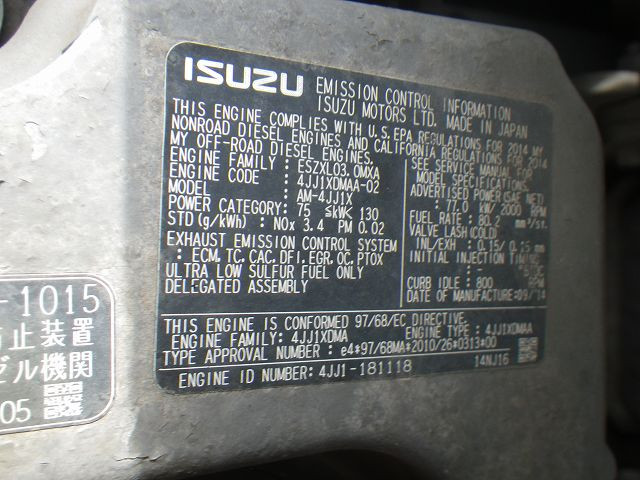 ISUZU EMISSION CONTROL INFORMATION
ISUZU MOTORS LTD. MADE IN JAPAN
THIS ENGINE COMPLIES WITH U.S.EPA REGULATIONS FOR 2014 MY
NONROAD DIESEL ENGINES AND CALIFORNIA REGULATIONS FOR 2014
MY OFF-ROAD DIESEL ENGINES.
ENGINE FAMILY : ESZXL03.0MXA
ENGINE CODE : 4JJ1XDMAA-02
MODEL : AM-4JJ1X
POWER CATEGORY: 75 ≦kW< 130
STD (g/kWh) : NOx 3.4 PM 0.02
EXHAUST EMISSION CONTROL SYSTEM
: ECM, TC, CAC, DFI, EGR, OC, PTOX
ULTRA LOW SULFUR FUEL ONLY
DELEGATED ASSEMBLY
SEE SERVICE MANUAL FOR
MODEL SPECIFICATIONS.
ADVERTISED POWER(SAE NET)
: 77.0 kW/ 2000 RPM
FUEL RATE : 80.2 mm³/st.
VALVE LASH(COLD)
IN./EXH : 0.15/ 0.15 mm
INITIAL INJECTION TIMING
: - °BTDC
CURB IDLE : 800 RPM
DATE OF MANUFACTURE:09/'14
THIS ENGINE IS CONFORMED 97/68/EC DIRECTIVE.
ENGINE FAMILY: 4JJ1XDMA ENGINE TYPE : 4JJ1XDMAA
TYPE APPROVAL NUMBER : e4*97/68MA*2010/26*0313*00
ENGINE ID NUMBER: 4JJ1-181118 14NJ16
-1015
止装置
ゼル機関
05